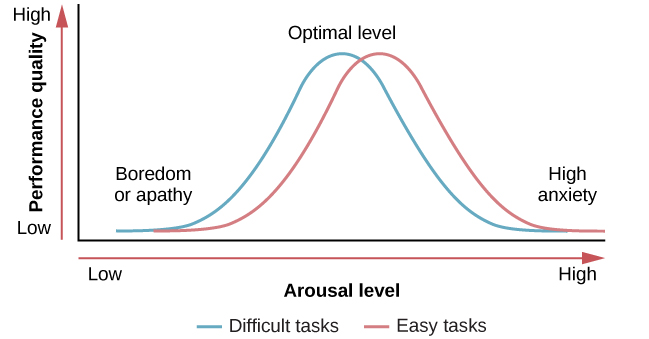 High
Optimal level
Performance quality
Boredom
or apathy
High
anxiety
Low
Low
High
Arousal level
Difficult tasks
Easy tasks